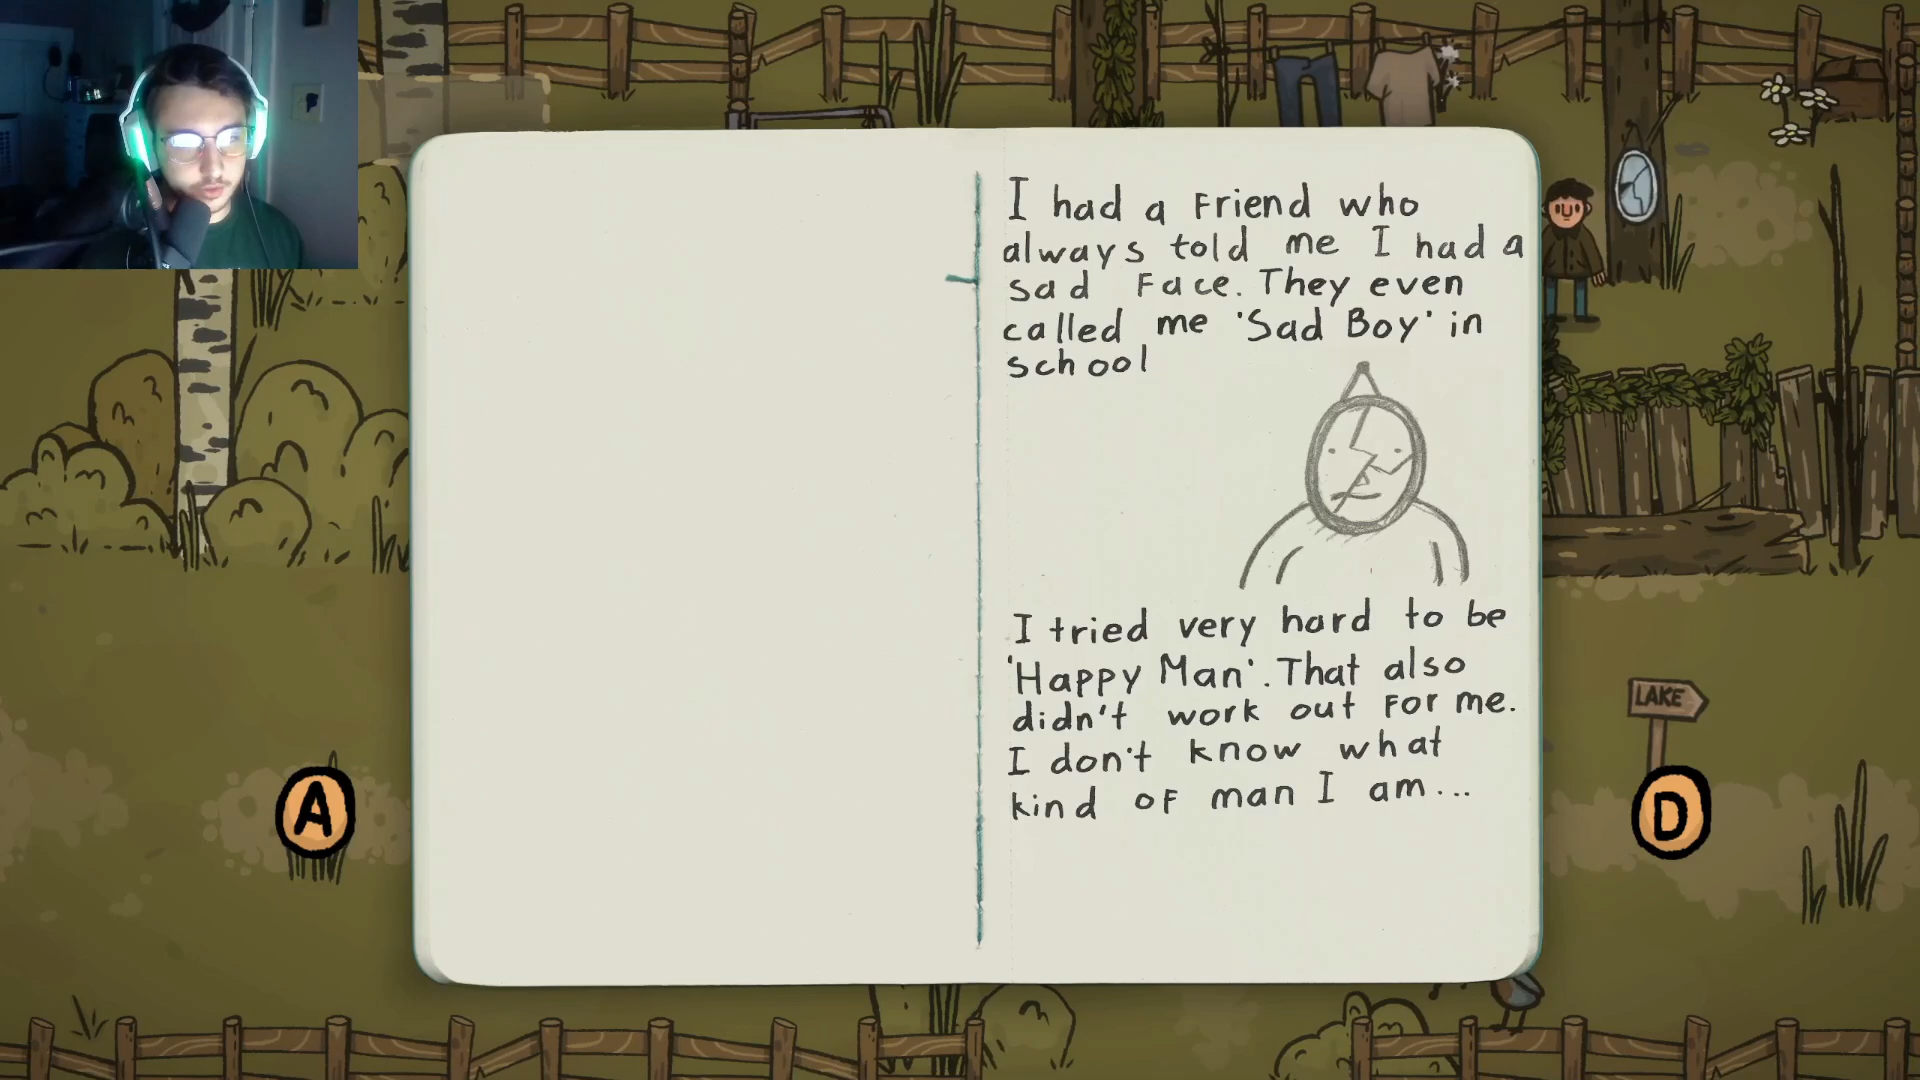 I had a Friend who
always told me I had a
sad Face. They even
called me 'Sad Boy' in
school
I tried very hard to be
'Happy Man'. That also
didn't work out For me.
I don't know what
kind oF man I am...
LAKE
A
D